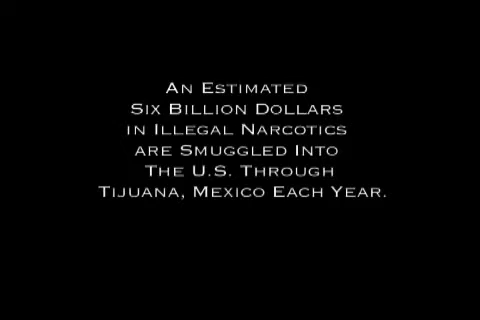 An Estimated
Six Billion Dollars
in Illegal Narcotics
are Smuggled Into
The U.S. Through
Tijuana, Mexico Each Year.